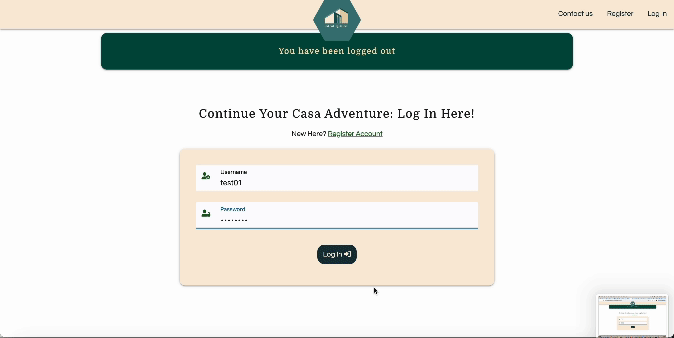 Contact us Register Log in
You have been logged out
Continue Your Casa Adventure: Log In Here!
New Here? Register Account
Username
test01
Password
Log In